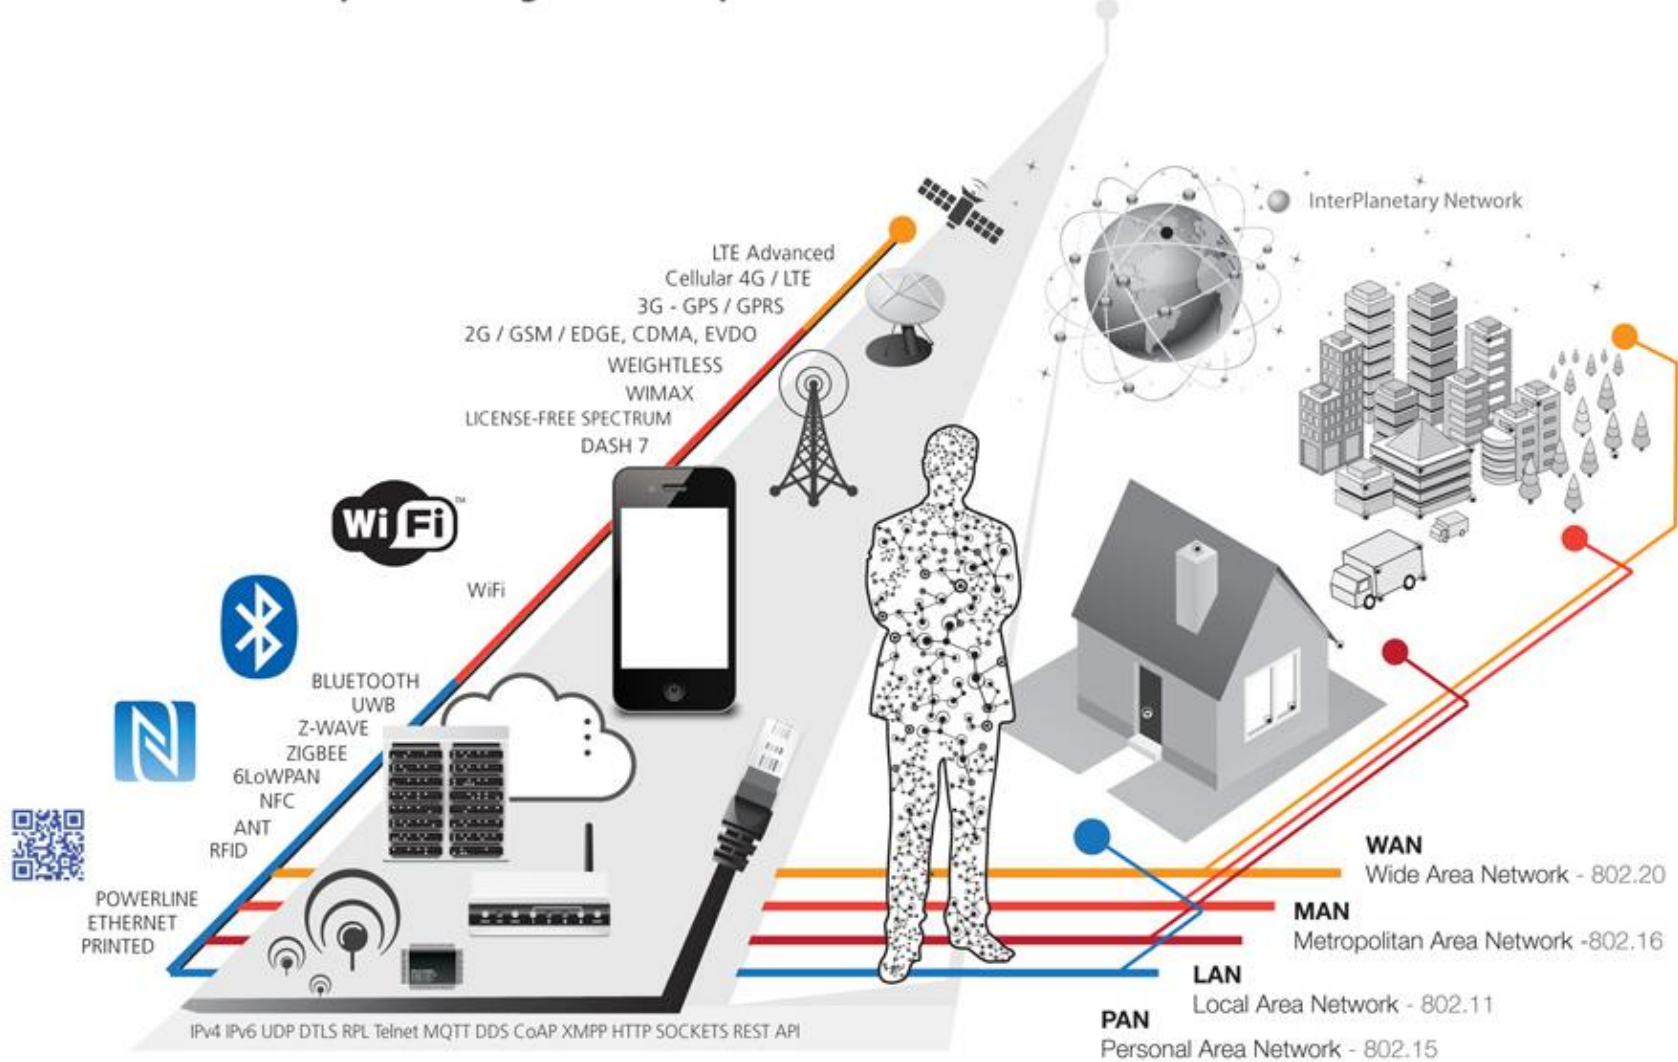 InterPlanetary Network
LTE Advanced
Cellular 4G / LTE
3G - GPS / GPRS
2G / GSM / EDGE, CDMA, EVDO
WEIGHTLESS
WIMAX
LICENSE-FREE SPECTRUM
DASH 7
WiFi™
WiFi
BLUETOOTH
UWB
Z-WAVE
ZIGBEE
6LoWPAN
NFC
ANT
RFID
POWERLINE
ETHERNET
PRINTED
WAN
Wide Area Network - 802.20
MAN
Metropolitan Area Network -802.16
LAN
Local Area Network - 802.11
PAN
Personal Area Network - 802.15
IPv4 IPv6 UDP DTLS RPL Telnet MQTT DDS CoAP XMPP HTTP SOCKETS REST API